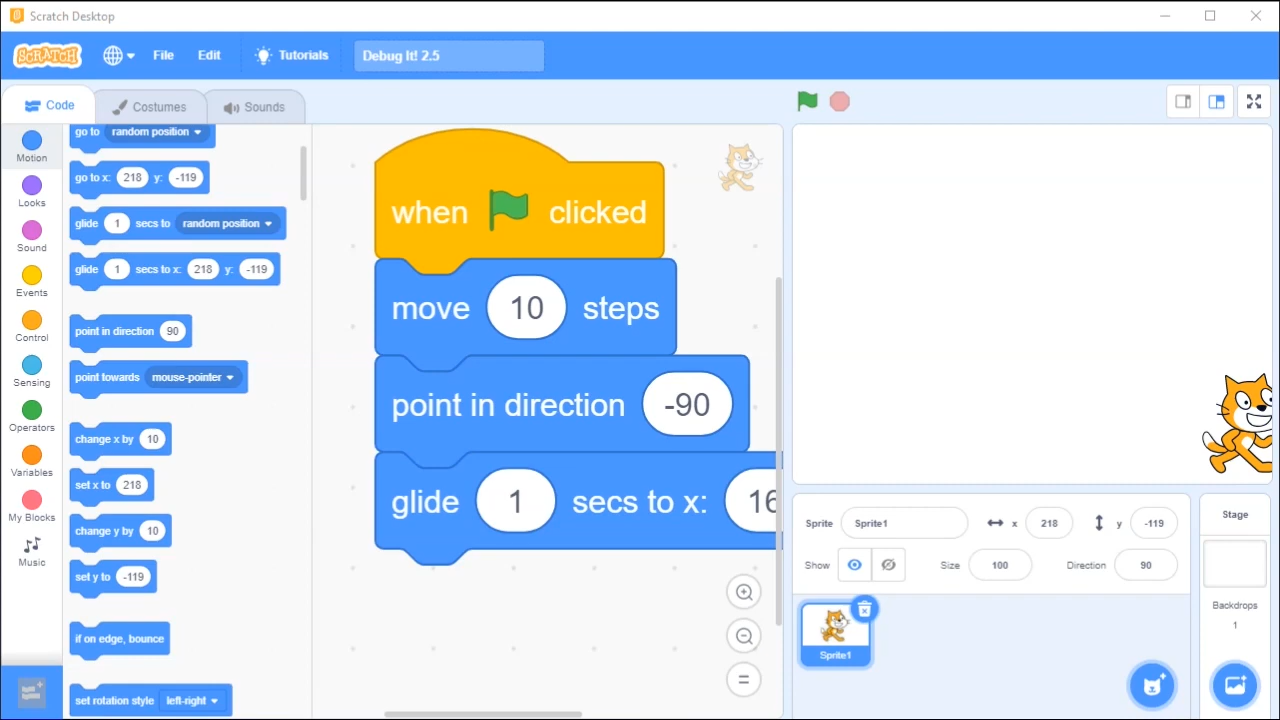 Scratch Desktop
SCRATCH
File
Edit
Tutorials
Debug It! 2.5
Code
Costumes
Sounds
Motion
Looks
Sound
Events
Control
Sensing
Operators
Variables
My Blocks
Music
go to random position
go to x: 218 y: -119
glide 1 secs to random position
glide 1 secs to x: 218 y: -119
point in direction 90
point towards mouse-pointer
change x by 10
set x to 218
change y by 10
set y to -119
if on edge, bounce
set rotation style left-right
when clicked
move 10 steps
point in direction -90
glide 1 secs to x: 16
Sprite Sprite1 x 218 y -119
Show Size 100 Direction 90
Sprite1
Stage
Backdrops
1